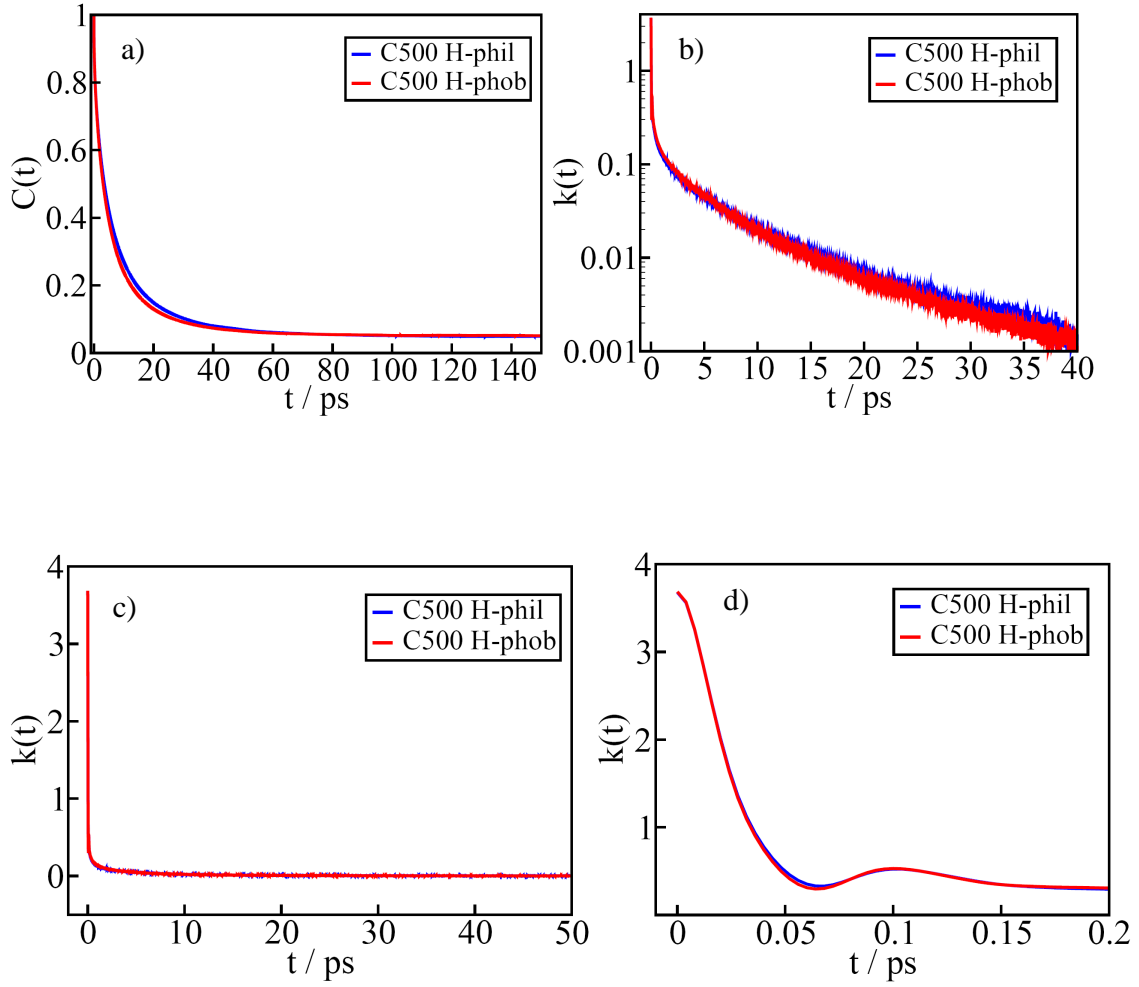 a)
C500 H-phil
C500 H-phob
C(t)
1
0.8
0.6
0.4
0.2
0
0 20 40 60 80 100 120 140
t / ps
b)
C500 H-phil
C500 H-phob
k(t)
1
0.1
0.01
0.001
0 5 10 15 20 25 30 35 40
t / ps
c)
C500 H-phil
C500 H-phob
k(t)
4
3
2
1
0
0 10 20 30 40 50
t / ps
d)
C500 H-phil
C500 H-phob
k(t)
4
3
2
1
0 0.05 0.1 0.15 0.2
t / ps